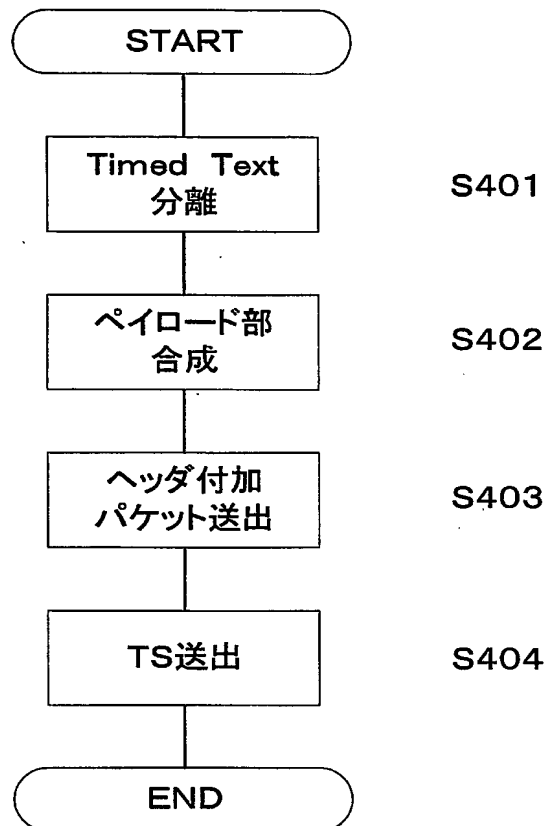 START
Timed Text
分離
S401
ペイロード部
合成
S402
ヘッダ付加
パケット送出
S403
TS送出
S404
END